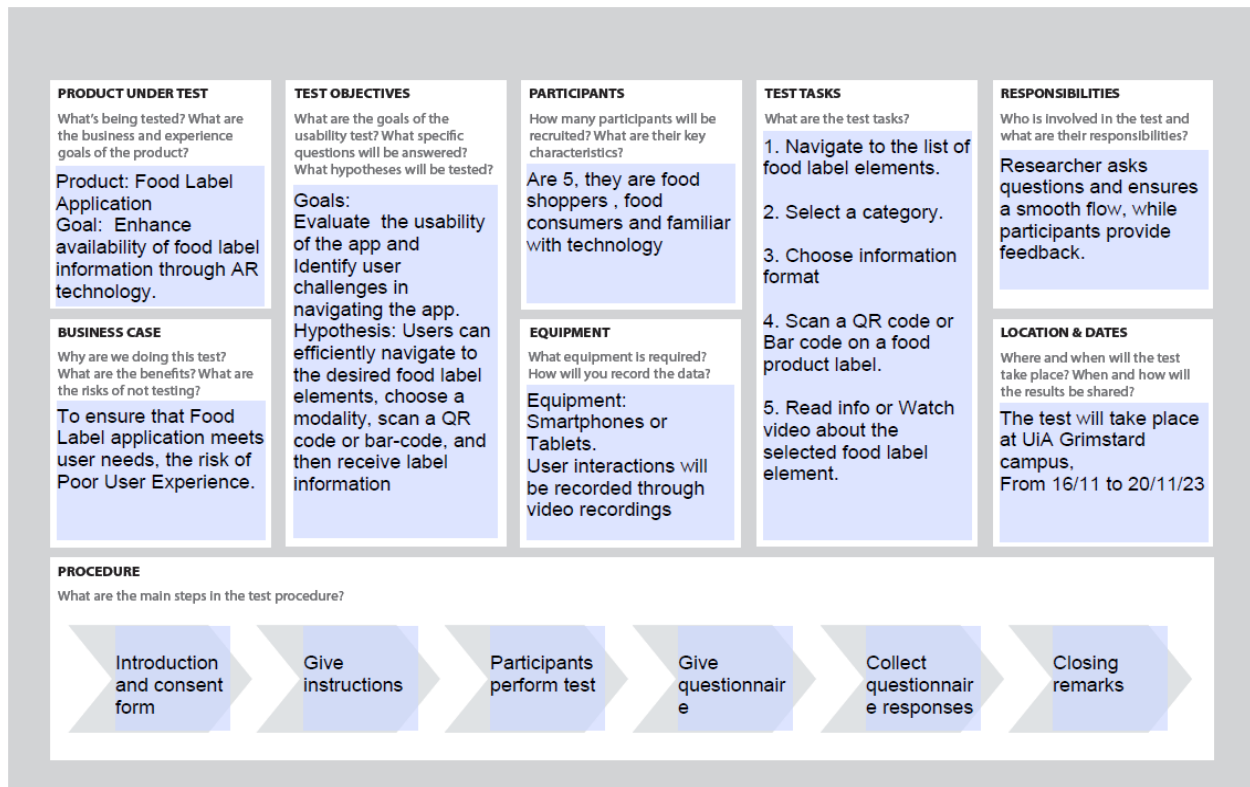 PRODUCT UNDER TEST
What's being tested? What are
the business and experience
goals of the product?
Product: Food Label
Application
Goal:  Enhance
availability of food label
information through AR
technology.
BUSINESS CASE
Why are we doing this test?
What are the benefits? What are
the risks of not testing?
To ensure that Food
Label application meets
user needs, the risk of
Poor User Experience.
TEST OBJECTIVES
What are the goals of the
usability test? What specific
questions will be answered?
What hypotheses will be tested?
Goals:
Evaluate  the usability
of the app and
Identify user
challenges in
navigating the app.
Hypothesis: Users can
efficiently navigate to
the desired food label
elements, choose a
modality, scan a QR
code or bar-code, and
then receive label
information
PARTICIPANTS
How many participants will be
recruited? What are their key
characteristics?
Are 5, they are food
shoppers , food
consumers and familiar
with technology
EQUIPMENT
What equipment is required?
How will you record the data?
Equipment:
Smartphones or
Tablets.
User interactions will
be recorded through
video recordings
TEST TASKS
What are the test tasks?
1. Navigate to the list of
food label elements.
2. Select a category.
3. Choose information
format
4. Scan a QR code or
Bar code on a food
product label.
5. Read info or Watch
video about the
selected food label
element.
RESPONSIBILITIES
Who is involved in the test and
what are their responsibilities?
Researcher asks
questions and ensures
a smooth flow, while
participants provide
feedback.
LOCATION & DATES
Where and when will the test
take place? When and how will
the results be shared?
The test will take place
at UiA Grimstard
campus,
From 16/11 to 20/11/23
PROCEDURE
What are the main steps in the test procedure?
Introduction
and consent
form
Give
instructions
Participants
perform test
Give
questionnair
e
Collect
questionnair
e responses
Closing
remarks